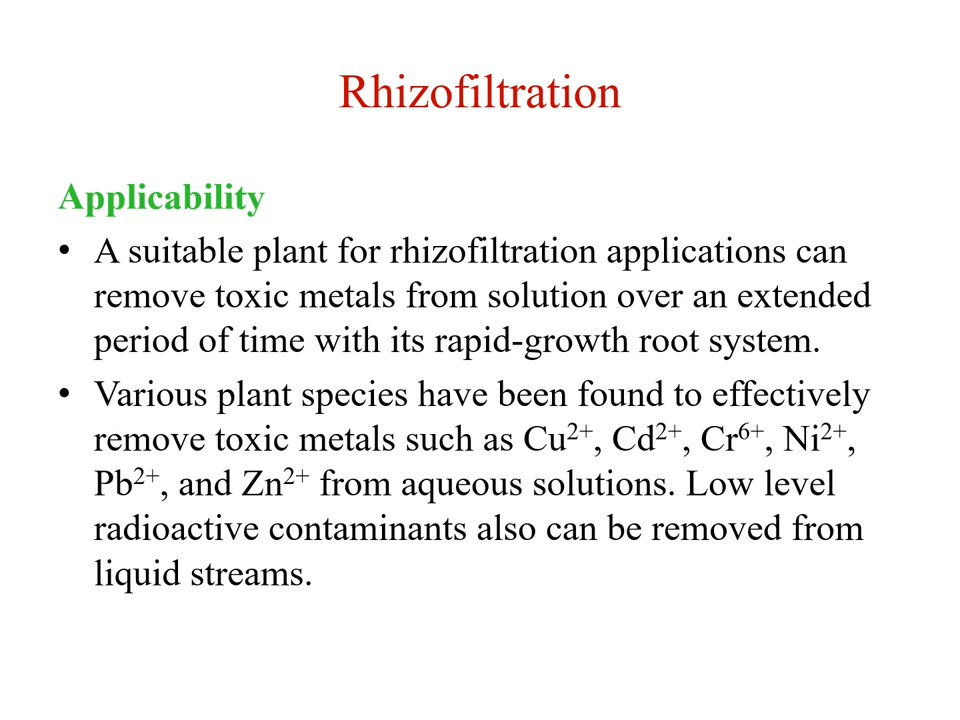 Rhizofiltration
Applicability
• A suitable plant for rhizofiltration applications can
remove toxic metals from solution over an extended
period of time with its rapid-growth root system.
• Various plant species have been found to effectively
remove toxic metals such as Cu²⁺, Cd²⁺, Cr⁶⁺, Ni²⁺,
Pb²⁺, and Zn²⁺ from aqueous solutions. Low level
radioactive contaminants also can be removed from
liquid streams.